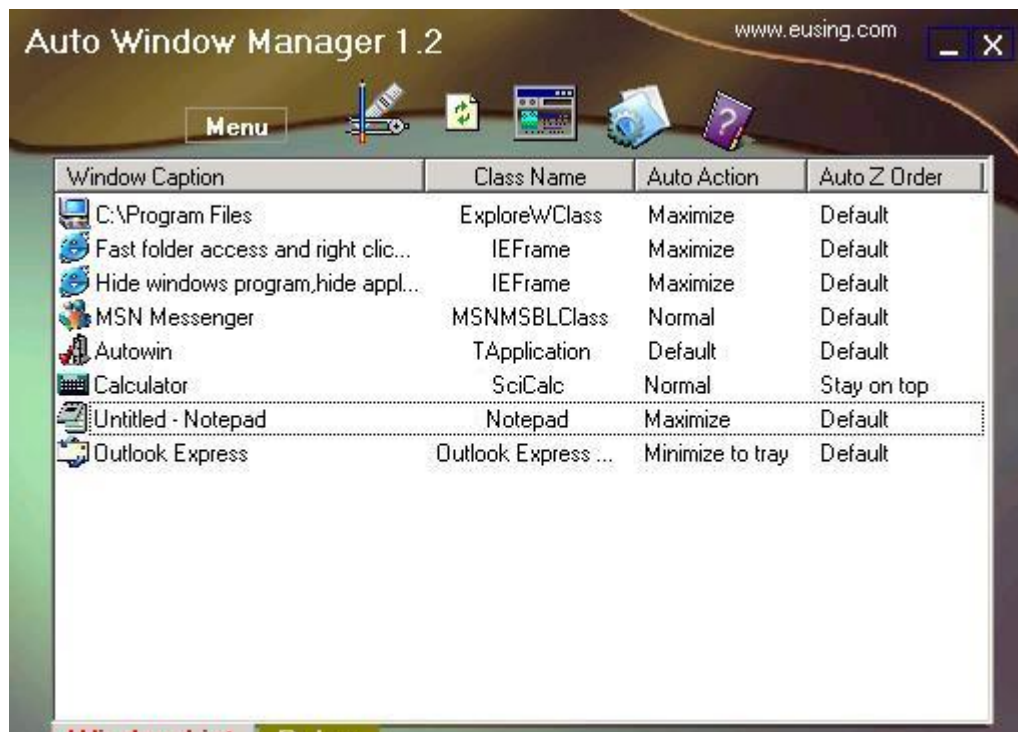 Auto Window Manager 1.2
www.eusing.com
Menu
Window Caption Class Name Auto Action Auto Z Order
C:\Program Files ExploreWClass Maximize Default
Fast folder access and right clic... IEFrame Maximize Default
Hide windows program,hide appl... IEFrame Maximize Default
MSN Messenger MSNMSBLClass Normal Default
Autowin TApplication Default Default
Calculator SciCalc Normal Stay on top
Untitled - Notepad Notepad Maximize Default
Outlook Express Outlook Express ... Minimize to tray Default